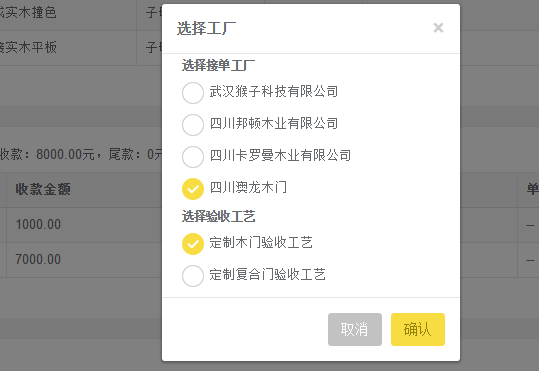 实木撞色
子
选择工厂
×
选择接单工厂
实木平板
子
武汉猴子科技有限公司
四川邦顿木业有限公司
四川卡罗曼木业有限公司
收款：8000.00元，尾款：0元
收款金额
单
四川澳龙木门
选择验收工艺
1000.00
--
定制木门验收工艺
7000.00
--
定制复合门验收工艺
取消
确认